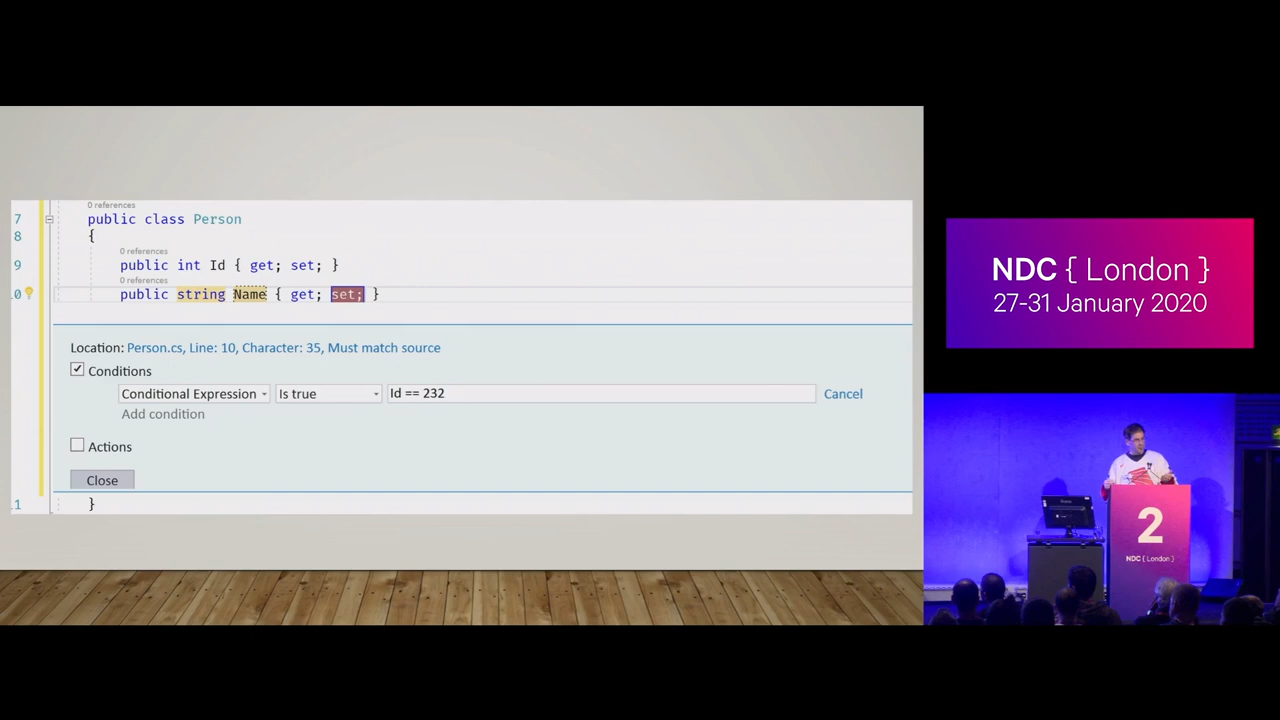 0 references
7 public class Person
8 {
0 references
9 public int Id { get; set; }
0 references
0 public string Name { get; set; }
Location: Person.cs, Line: 10, Character: 35, Must match source
Conditions
Conditional Expression Is true Id == 232 Cancel
Add condition
Actions
Close
1 }
NDC { London }
27-31 January 2020
2
NDC { London }